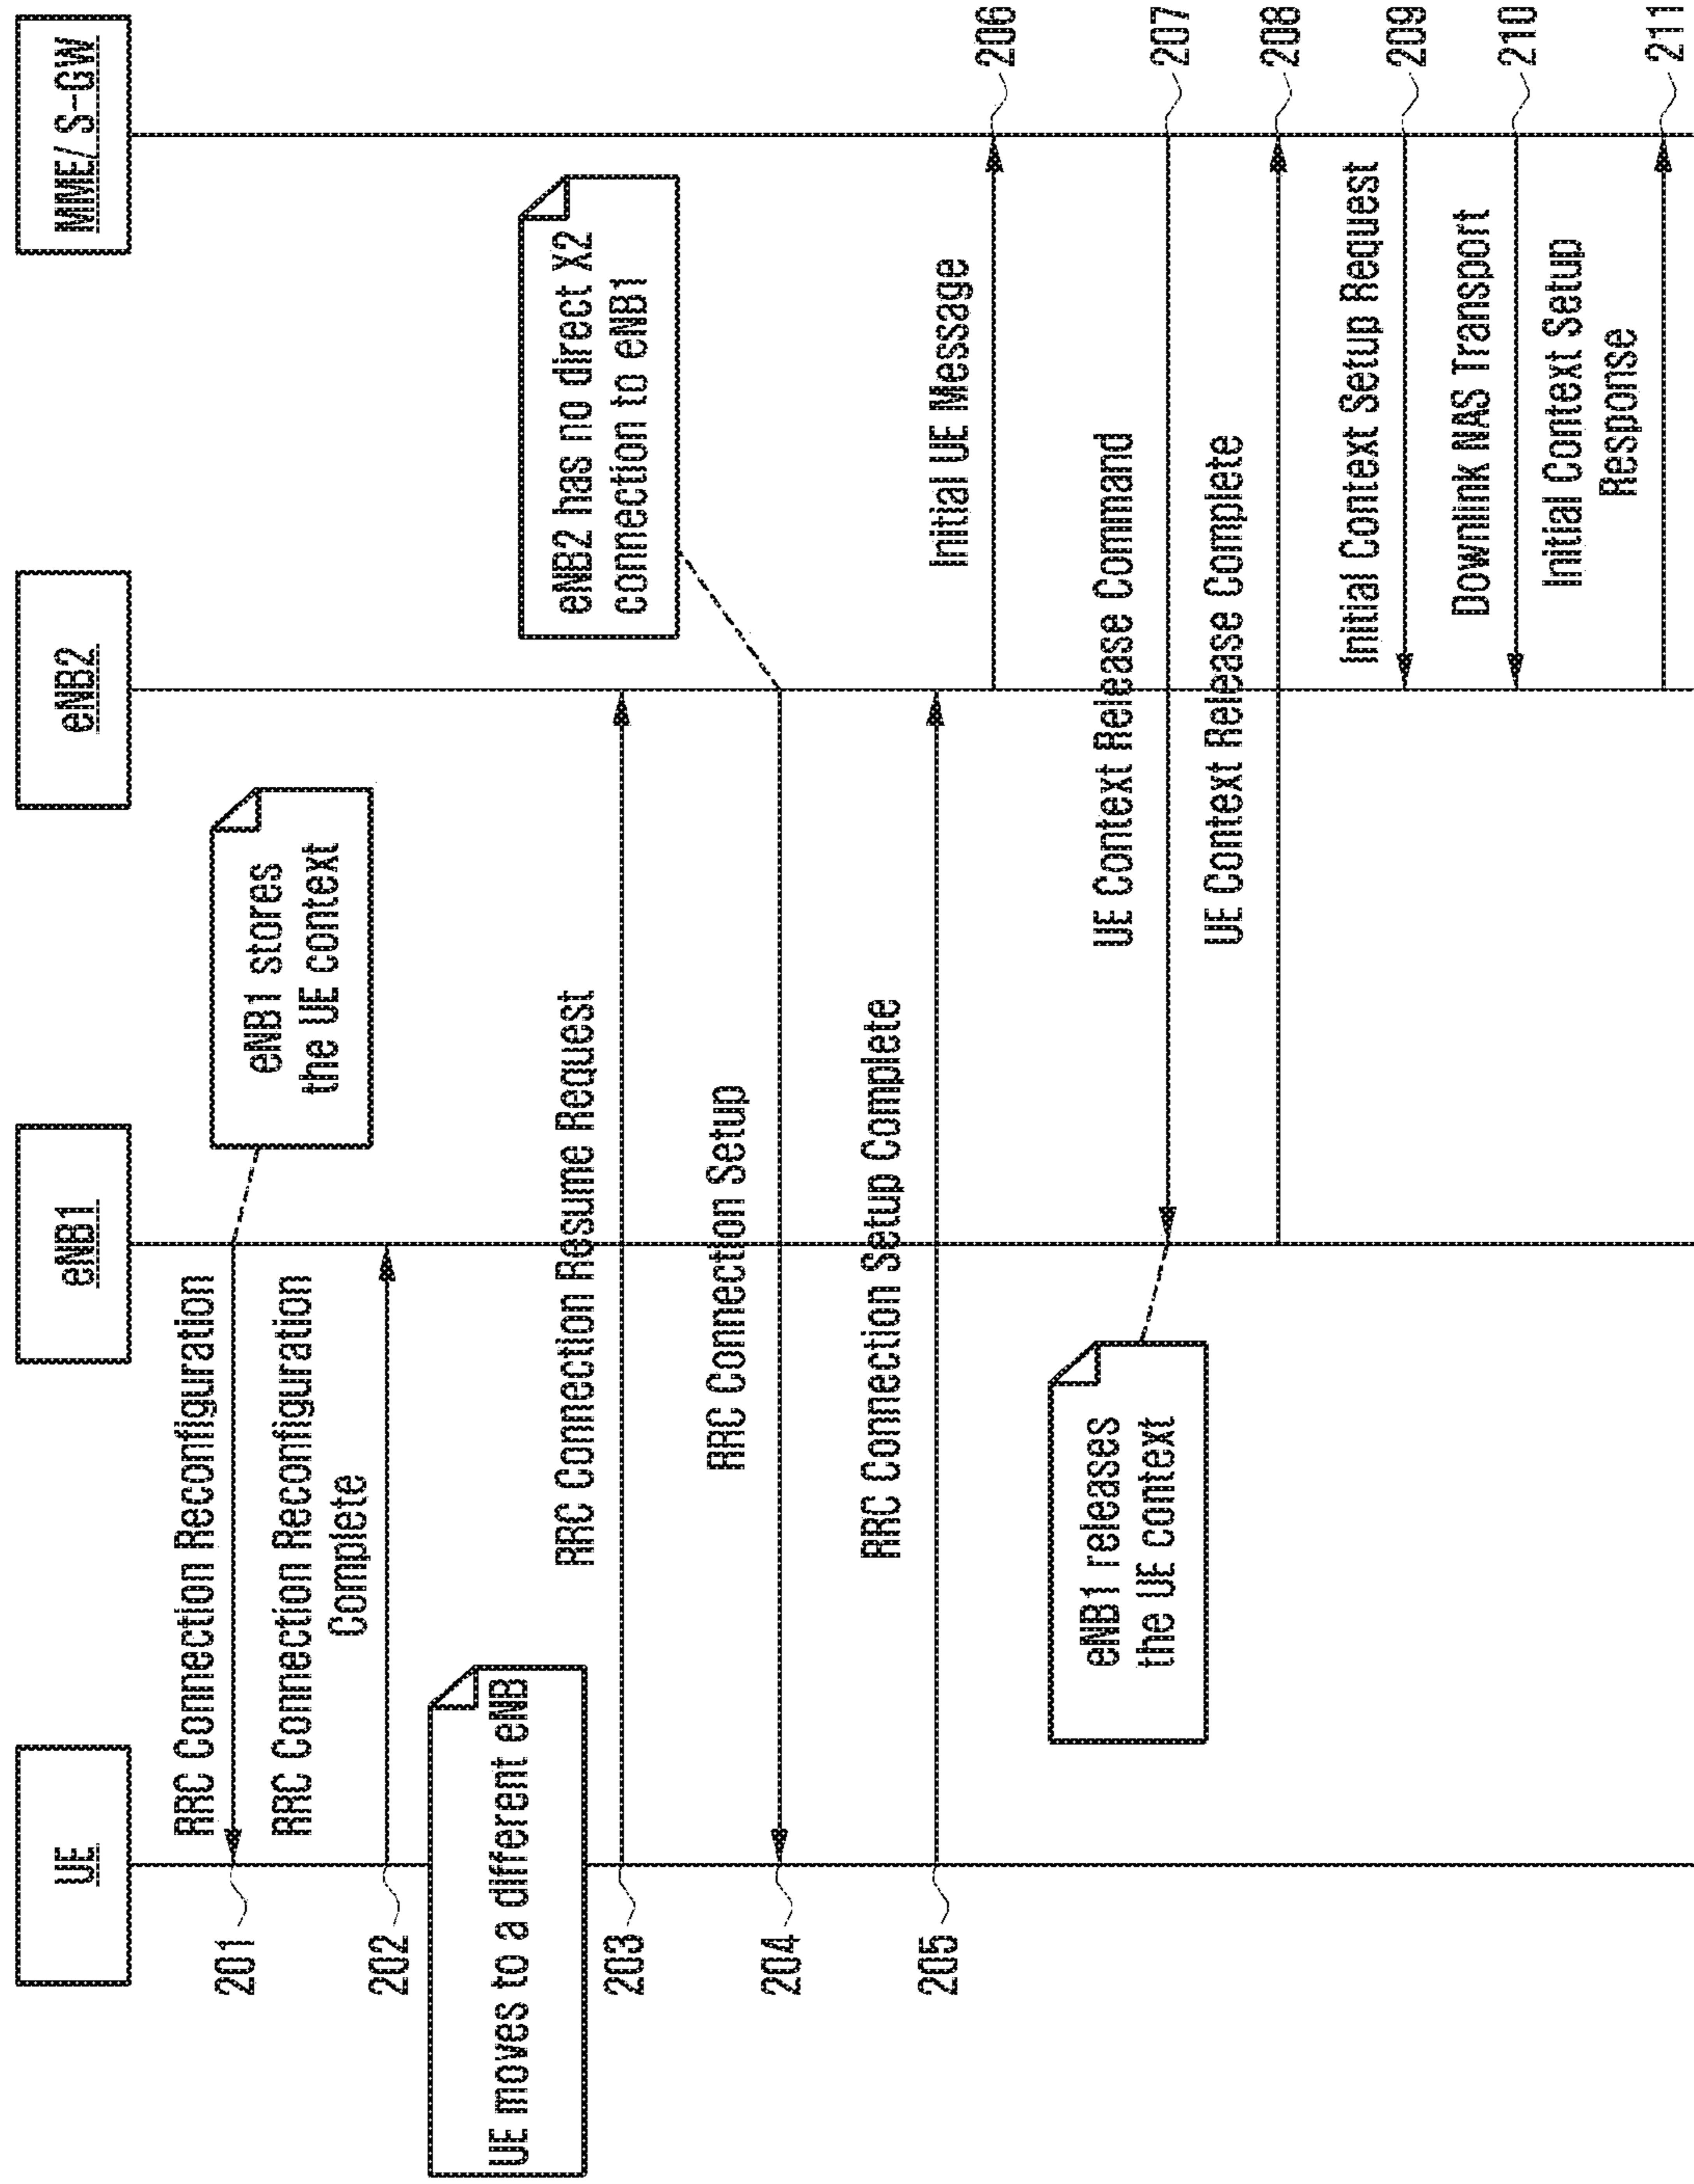 UE
eNB1
eNB2
MME/ S-GW
RRC Connection Reconfiguration
201
eNB1 stores
the UE context
RRC Connection Reconfiguration
Complete
202
UE moves to a different eNB
RRC Connection Resume Request
203
eNB2 has no direct X2
connection to eNB1
RRC Connection Setup
204
RRC Connection Setup Complete
205
Initial UE Message
206
UE Context Release Command
207
eNB1 releases
the UE context
UE Context Release Complete
208
Initial Context Setup Request
209
Downlink NAS Transport
210
Initial Context Setup
Response
211